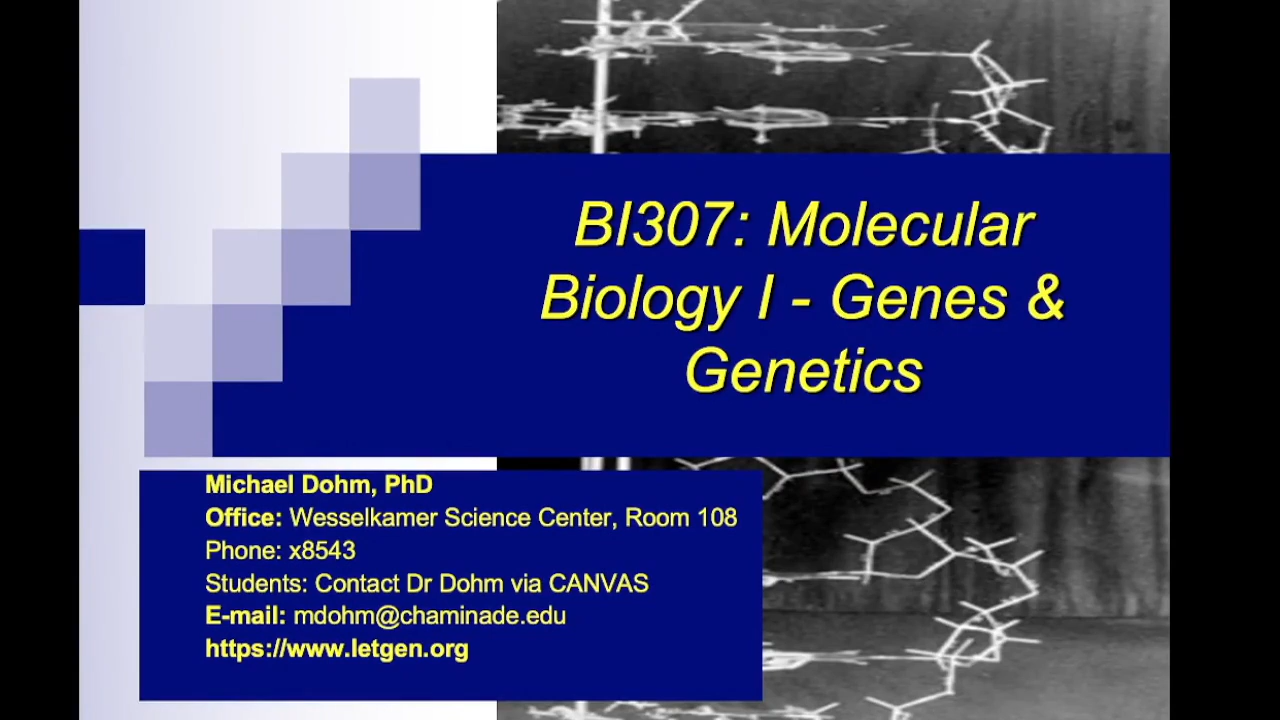 BI307: Molecular
Biology I - Genes &
Genetics
Michael Dohm, PhD
Office: Wesselkamer Science Center, Room 108
Phone: x8543
Students: Contact Dr Dohm via CANVAS
E-mail: mdohm@chaminade.edu
https://www.letgen.org